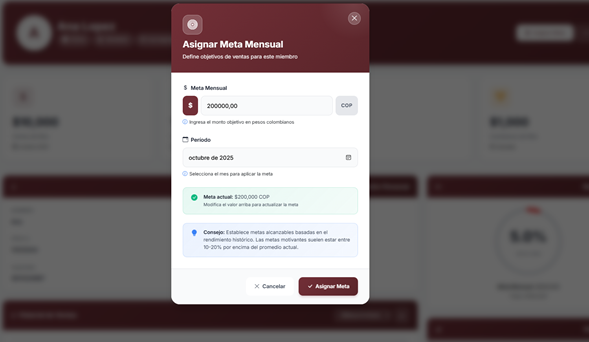 Asignar Meta Mensual
Define objetivos de ventas para este miembro
$ Meta Mensual
$ 200000,00 COP
Ingresa el monto objetivo en pesos colombianos
Periodo
octubre de 2025
Selecciona el mes para aplicar la meta
Meta actual: $200,000 COP
Modifica el valor arriba para actualizar la meta
Consejo: Establece metas alcanzables basadas en el
rendimiento histórico. Las metas motivantes suelen estar entre
10-20% por encima del promedio actual.
Cancelar
Asignar Meta